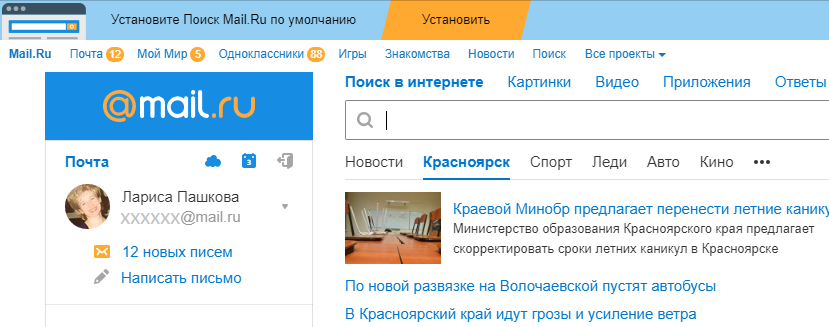 Установите Поиск Mail.Ru по умолчанию Установить
Mail.Ru Почта 12 Мой Мир 5 Одноклассники 88 Игры Знакомства Новости Поиск Все проекты
Поиск в интернете Картинки Видео Приложения Ответы
@mail.ru
Почта 3
Новости Красноярск Спорт Леди Авто Кино •••
Лариса Пашкова
xxxxxx@mail.ru
12 новых писем
Написать письмо
Краевой Минобр предлагает перенести летние канику
Министерство образования Красноярского края предлагает
скорректировать сроки летних каникул в Красноярске
По новой развязке на Волочаевской пустят автобусы
В Красноярский край идут грозы и усиление ветра